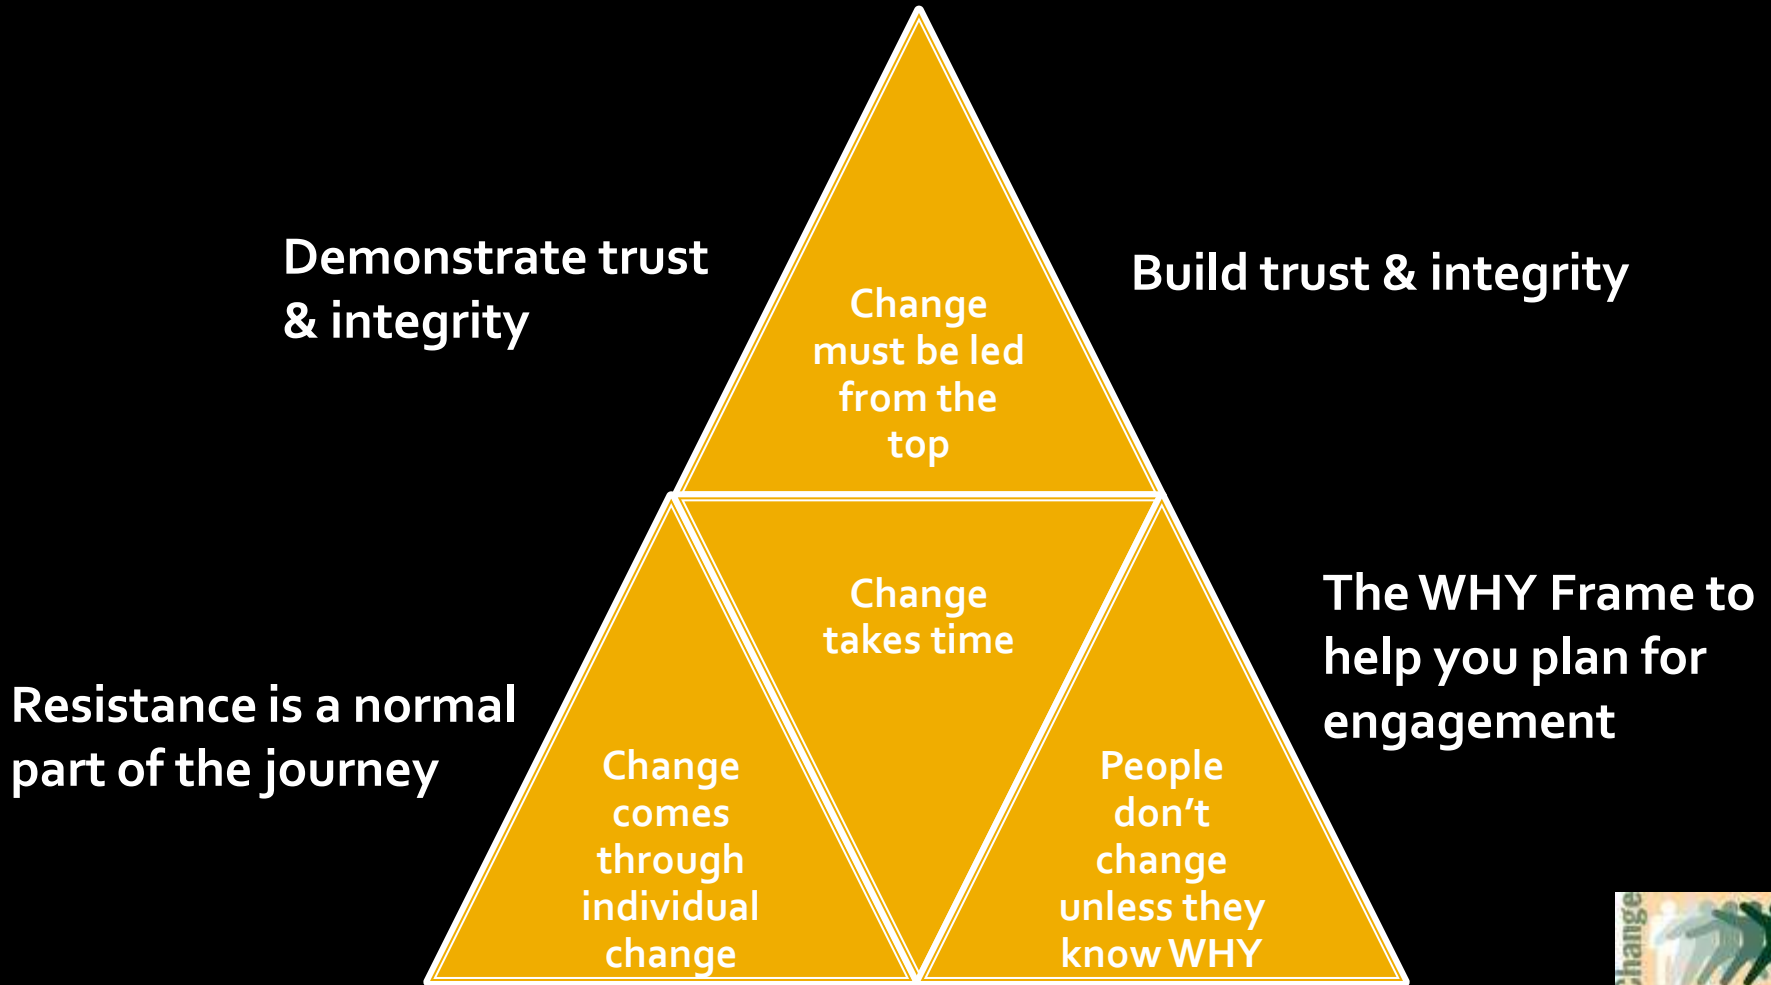 Demonstrate trust
& integrity
Build trust & integrity
Change
must be led
from the
top
Change
takes time
The WHY Frame to
help you plan for
engagement
Resistance is a normal
part of the journey
Change
comes
through
individual
change
People
don't
change
unless they
know WHY
change